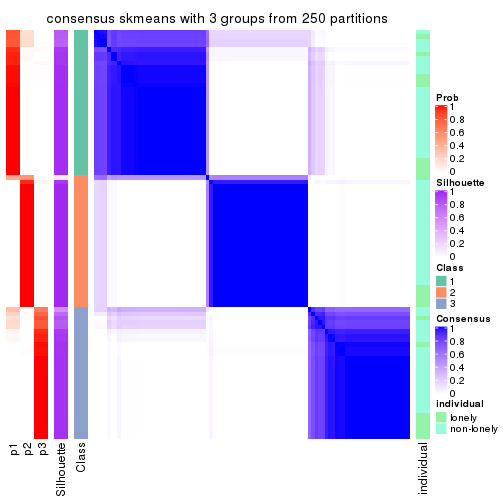 consensus skmeans with 3 groups from 250 partitions
Prob
1
0.8
0.6
0.4
0.2
0
Silhouette
1
0.8
0.6
0.4
0.2
0
Class
1
2
3
Consensus
1
0.8
0.6
0.4
0.2
0
individual
lonely
non-lonely
p1
p2
p3
Silhouette
Class
individual